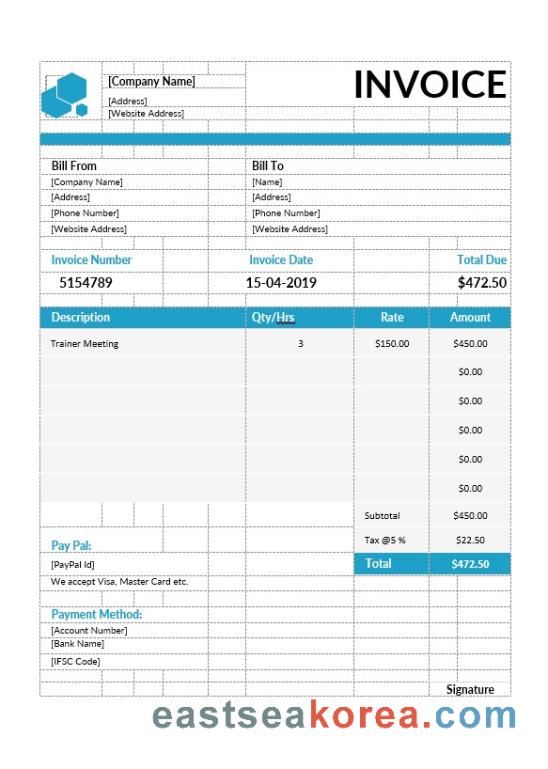 [Company Name]
INVOICE
[Address]
[Website Address]
Bill From Bill To
[Company Name] [Name]
[Address] [Address]
[Phone Number] [Phone Number]
[Website Address] [Website Address]
Invoice Number Invoice Date Total Due
5154789 15-04-2019 $472.50
Description Qty/Hrs Rate Amount
Trainer Meeting 3 $150.00 $450.00
$0.00
$0.00
$0.00
$0.00
$0.00
Subtotal $450.00
Tax @5 % $22.50
Pay Pal:
[PayPal Id] Total $472.50
We accept Visa, Master Card etc.
Payment Method:
[Account Number]
[Bank Name]
[IFSC Code]
Signature
eastseakorea.com